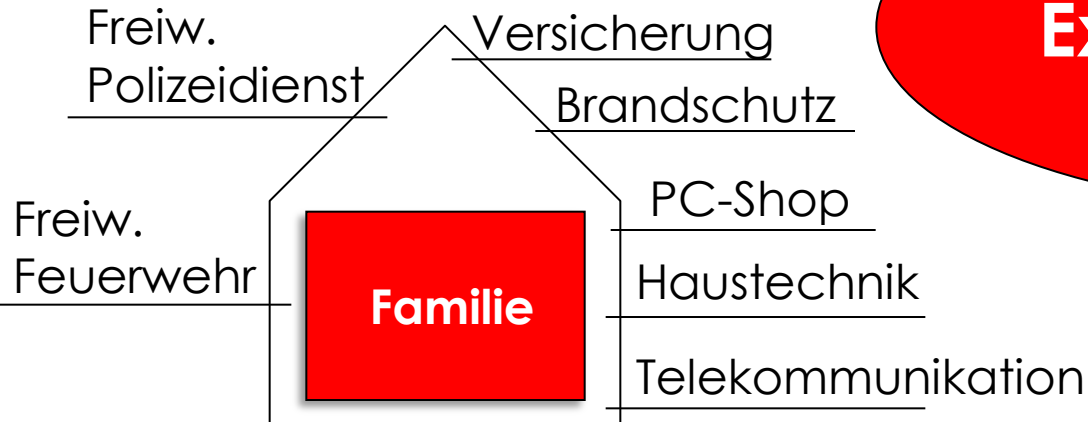 Freiw.
Polizeidienst
Versicherung
Brandschutz
PC-Shop
Freiw.
Feuerwehr
Haustechnik
Familie
Telekommunikation